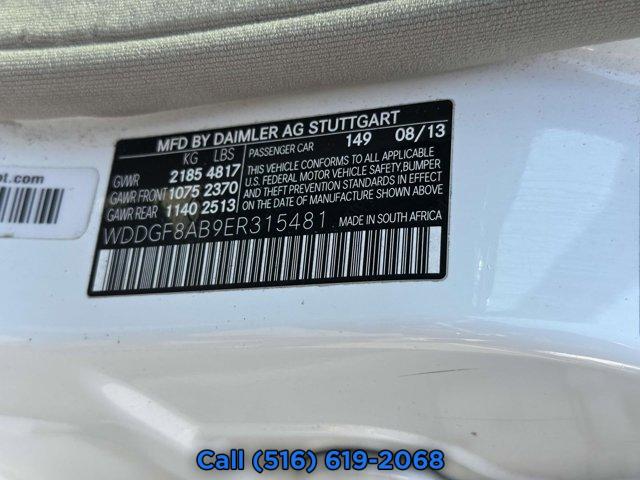 MFD BY DAIMLER AG STUTTGART
KG LBS
PASSENGER CAR 149 08/13
GVWR 2185 4817
GAWR FRONT 1075 2370
GAWR REAR 1140 2513
THIS VEHICLE CONFORMS TO ALL APPLICABLE
U.S. FEDERAL MOTOR VEHICLE SAFETY, BUMPER
AND THEFT PREVENTION STANDARDS IN EFFECT
ON THE DATE OF MANUFACTURE SHOWN ABOVE.
WDDGF8AB9ER315481 MADE IN SOUTH AFRICA
ot.com
Call (516) 619-2068